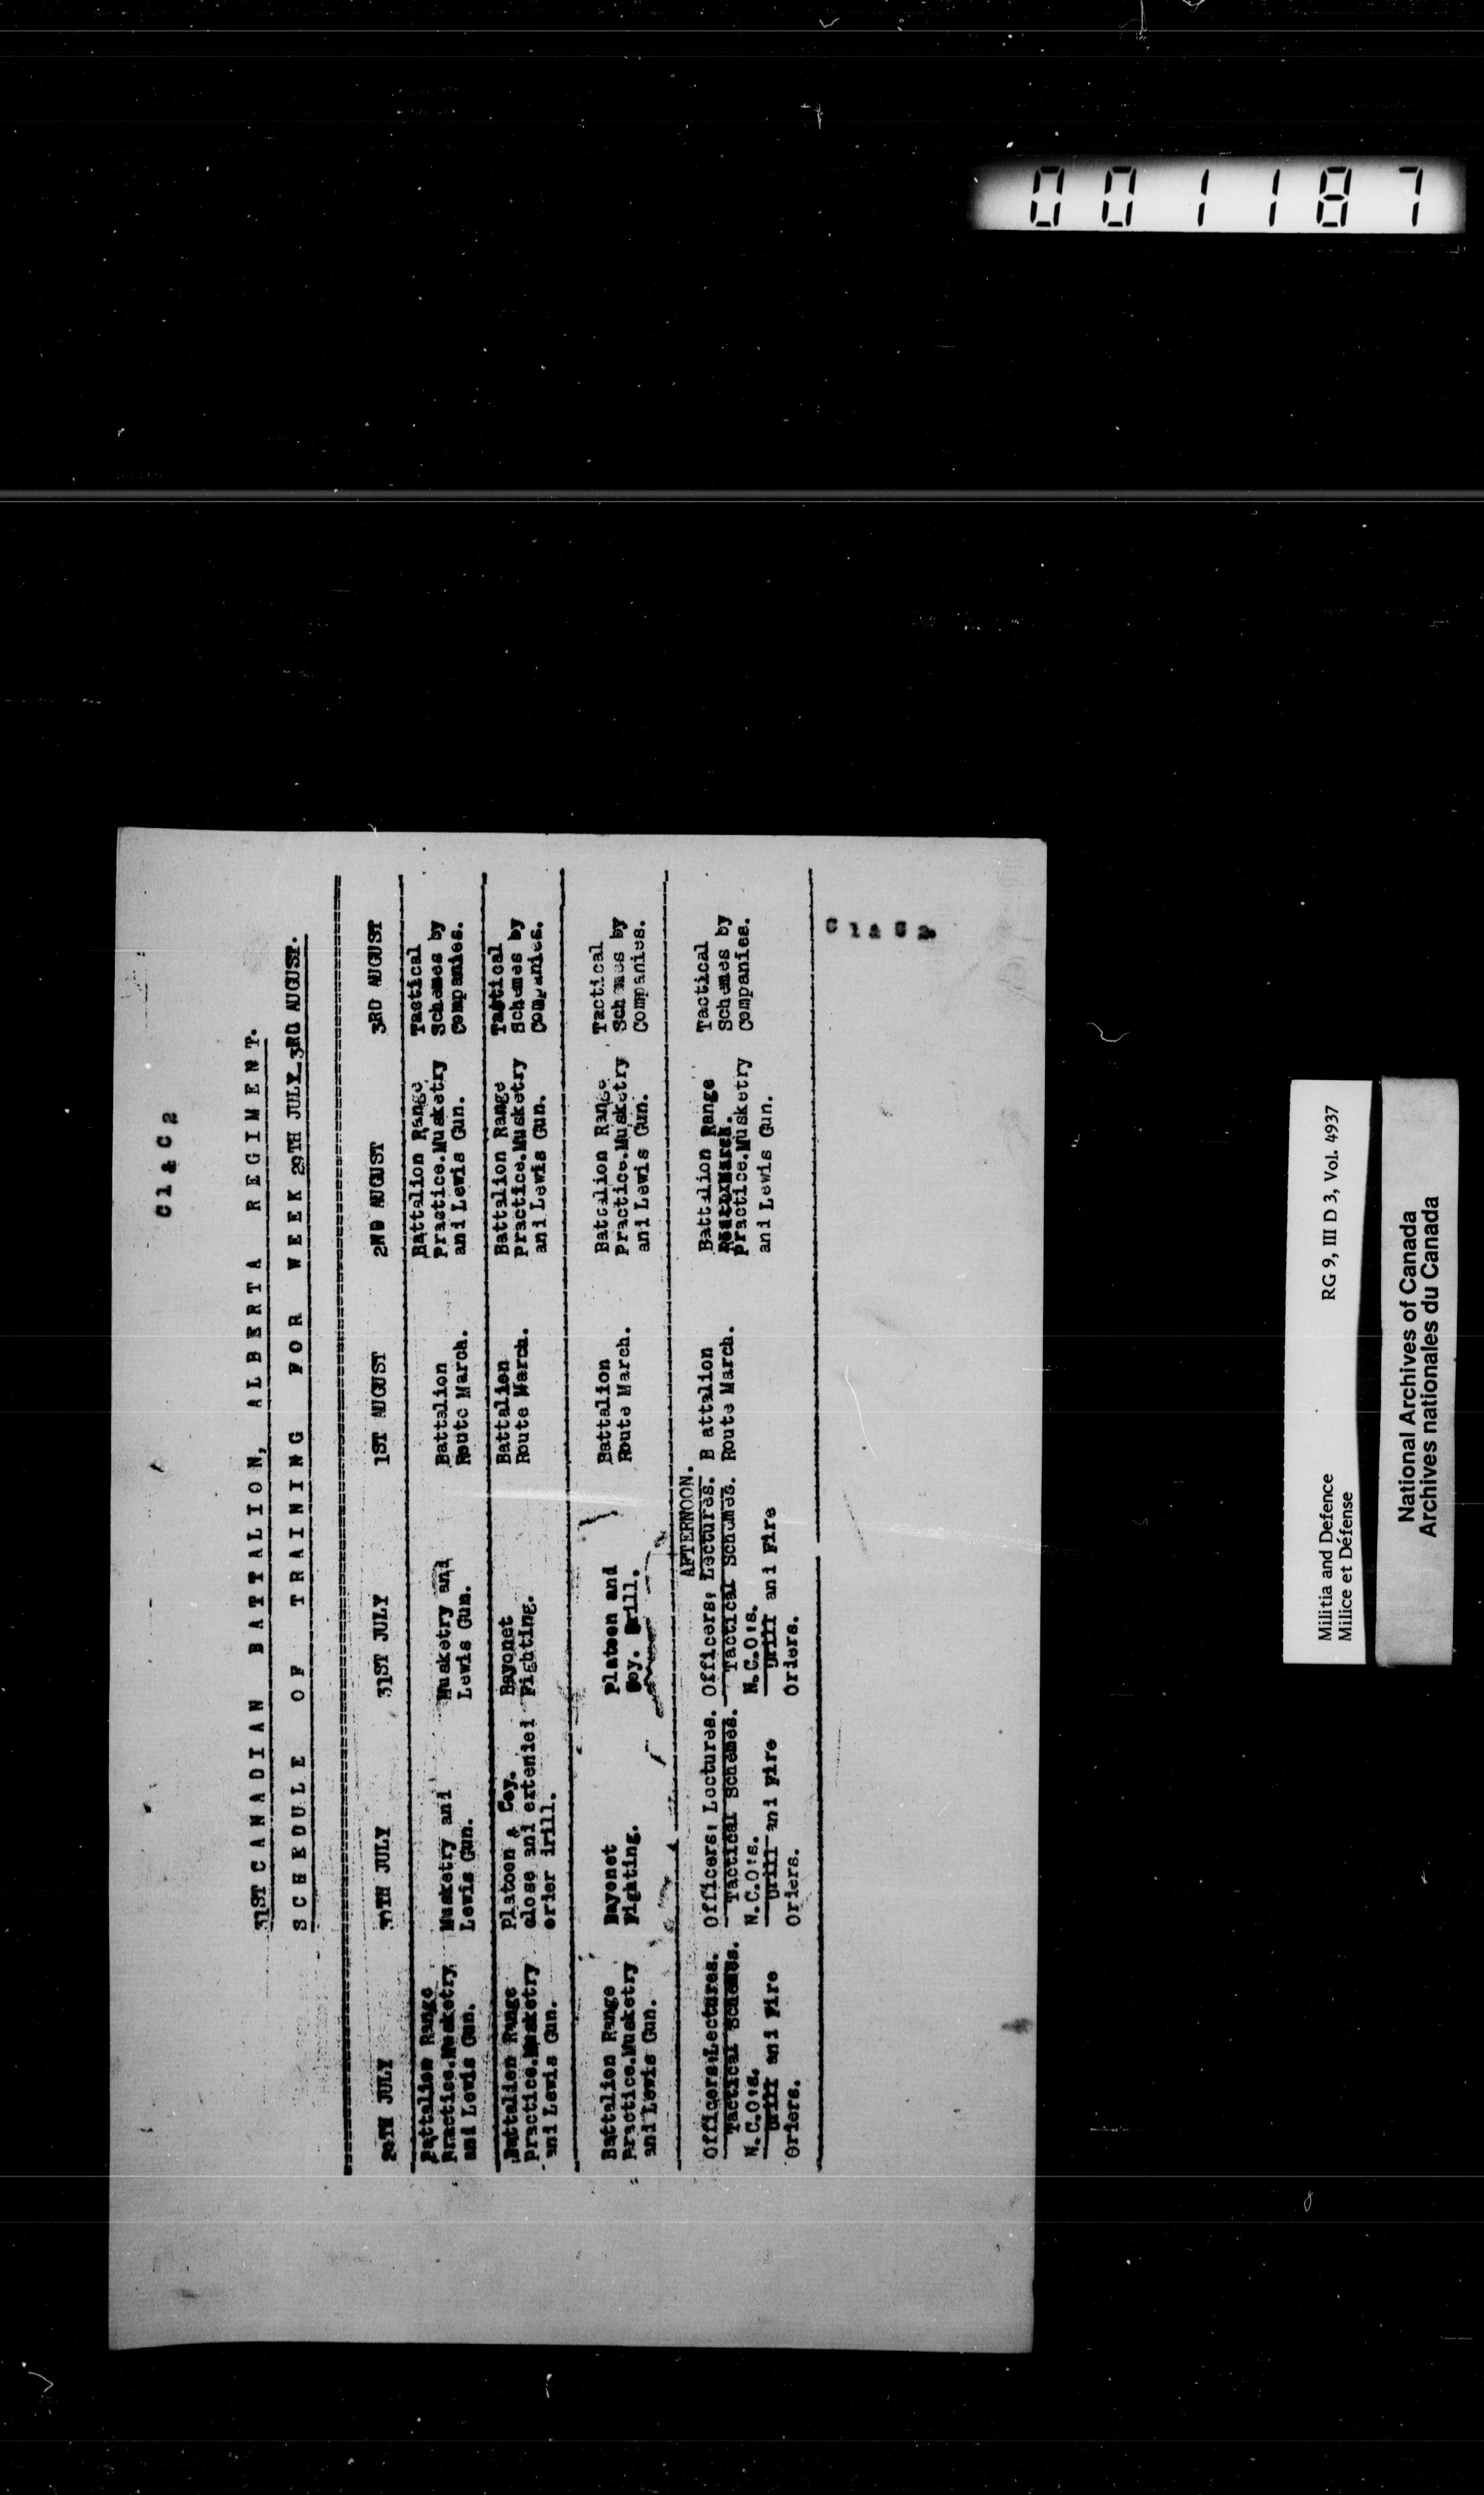 001187
C1 & C2
31ST CANADIAN BATTALION, ALBERTA REGIMENT.
SCHEDULE OF TRAINING FOR WEEK 29TH JULY_3RD AUGUST.
29TH JULY 30TH JULY 31ST JULY 1ST AUGUST 2ND AUGUST 3RD AUGUST
Battalion Range Musketry and Musketry and Battalion Battalion Range Tactical
Practice.Musketry Lewis Gun. Lewis Gun. Route March. Practice.Musketry Schemes by
and Lewis Gun. and Lewis Gun. Companies.
Battalion Range Platoon & Coy. Bayonet Battalion Battalion Range Tactical
Practice.Musketry close and extended Fighting. Route March. Practice.Musketry Schemes by
and Lewis Gun. order drill. and Lewis Gun. Companies.
Battalion Range Bayonet Platoon and Battalion Battalion Range Tactical
Practice.Musketry Fighting. Coy. Drill. Route March. Practice.Musketry Schemes by
and Lewis Gun. and Lewis Gun. Companies.
AFTERNOON.
Officers:Lectures. Officers: Lectures. Officers: Lectures. B attalion Battalion Range Tactical
Tactical Schemes. Tactical Schemes. Tactical Schemes. Route March. Schemes by
N.C.O's. N.C.O's. N.C.O's. Practice.Musketry Companies.
Drill and Fire Drill and Fire Drill and Fire and Lewis Gun.
Orders. Orders. Orders.
C 1 & C 2.
Militia and Defence RG 9, III D 3, Vol. 4937
Milice et Défense
National Archives of Canada
Archives nationales du Canada